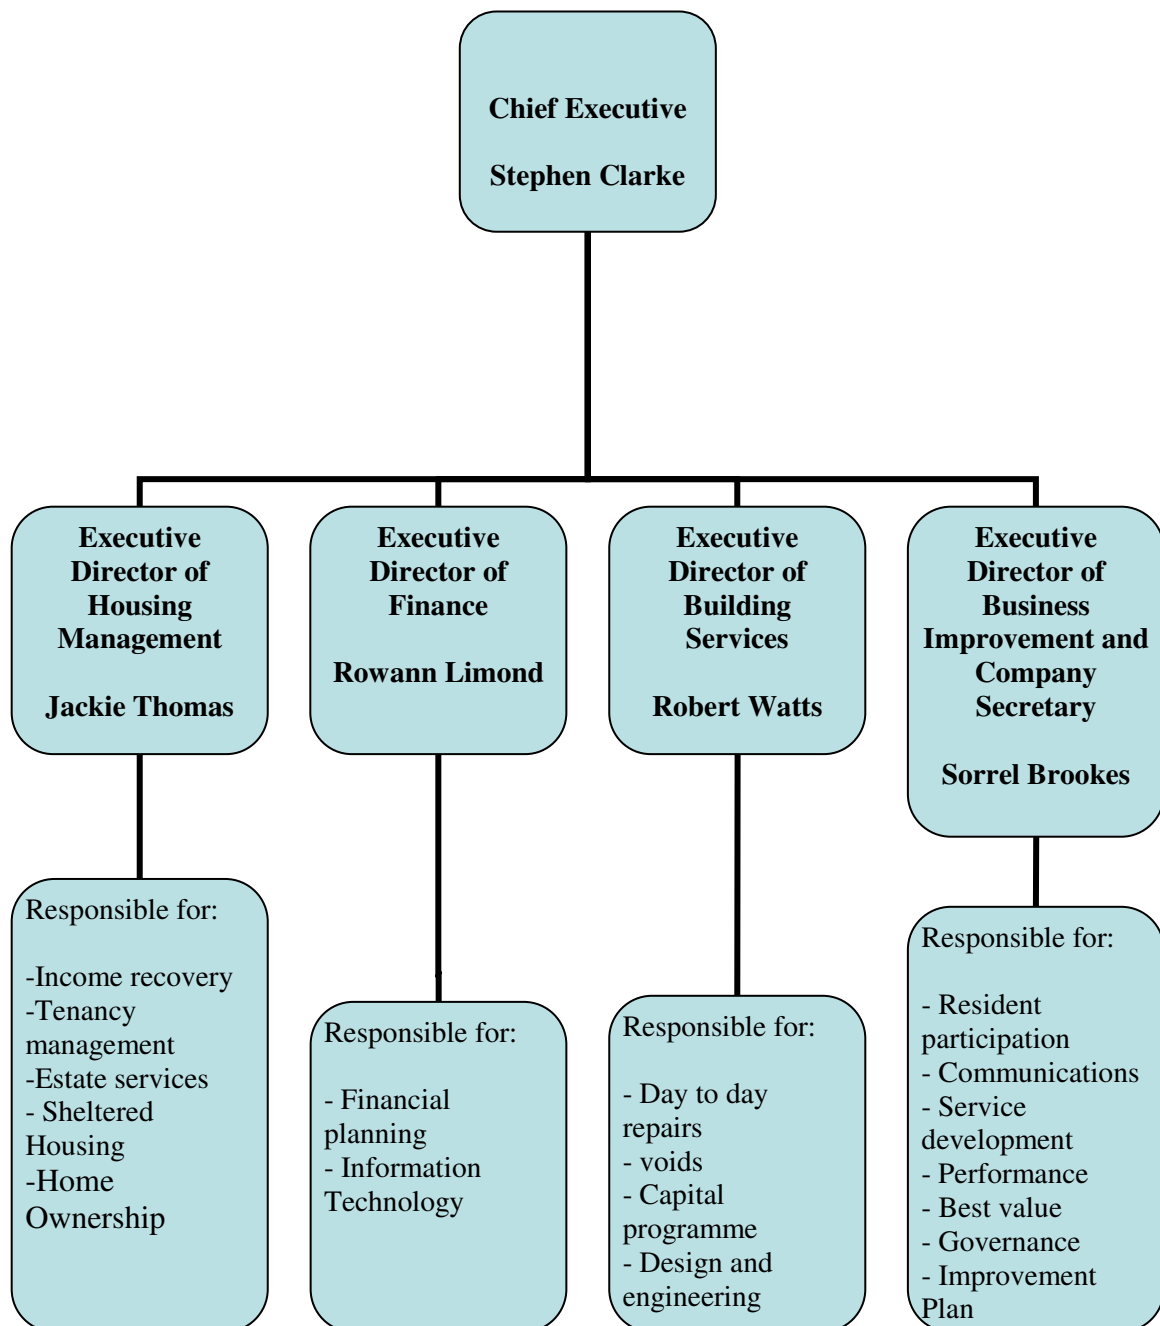 Chief Executive
Stephen Clarke
Executive
Director of
Housing
Management
Jackie Thomas
Executive
Director of
Finance
Rowann Limond
Executive
Director of
Building
Services
Robert Watts
Executive
Director of
Business
Improvement and
Company
Secretary
Sorrel Brookes
Responsible for:
-Income recovery
-Tenancy
management
-Estate services
- Sheltered
Housing
-Home
Ownership
Responsible for:
- Financial
planning
- Information
Technology
Responsible for:
- Day to day
repairs
- voids
- Capital
programme
- Design and
engineering
Responsible for:
- Resident
participation
- Communications
- Service
development
- Performance
- Best value
- Governance
- Improvement
Plan